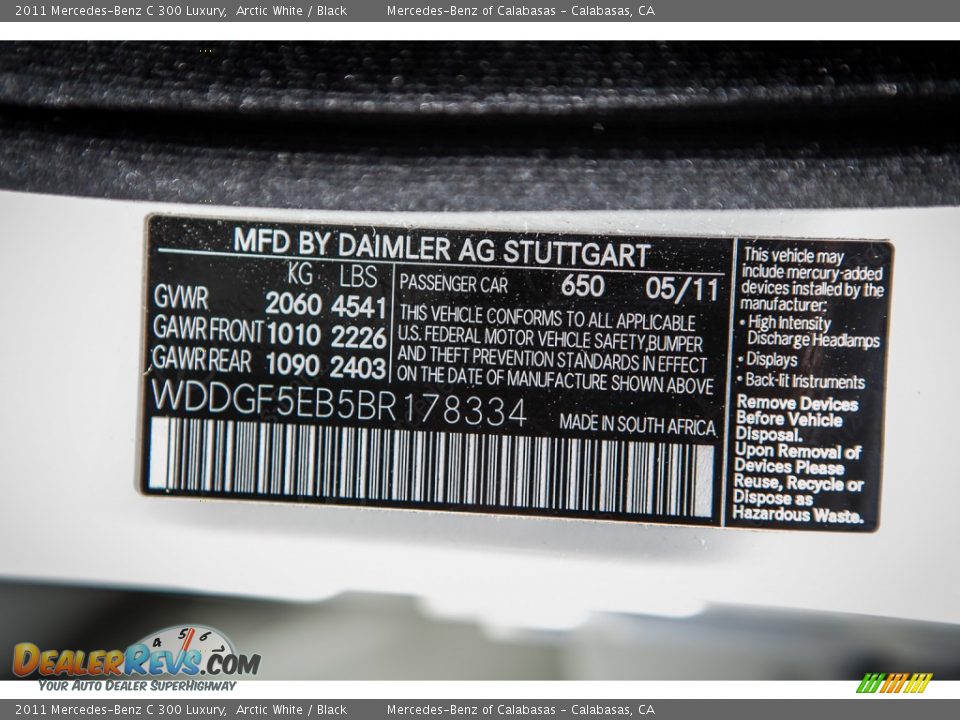 2011 Mercedes-Benz C 300 Luxury, Arctic White / Black Mercedes-Benz of Calabasas - Calabasas, CA
MFD BY DAIMLER AG STUTTGART
KG LBS
GVWR 2060 4541
GAWR FRONT 1010 2226
GAWR REAR 1090 2403
PASSENGER CAR 650 05/11
THIS VEHICLE CONFORMS TO ALL APPLICABLE
U.S. FEDERAL MOTOR VEHICLE SAFETY,BUMPER
AND THEFT PREVENTION STANDARDS IN EFFECT
ON THE DATE OF MANUFACTURE SHOWN ABOVE
WDDGF5EB5BR178334
MADE IN SOUTH AFRICA
This vehicle may
include mercury-added
devices installed by the
manufacturer:
• High Intensity
Discharge Headlamps
• Displays
• Back-lit Instruments
Remove Devices
Before Vehicle
Disposal.
Upon Removal of
Devices Please
Reuse, Recycle or
Dispose as
Hazardous Waste.
4 5 6
DEALERREVS.COM
YOUR AUTO DEALER SUPERHIGHWAY
2011 Mercedes-Benz C 300 Luxury, Arctic White / Black Mercedes-Benz of Calabasas - Calabasas, CA